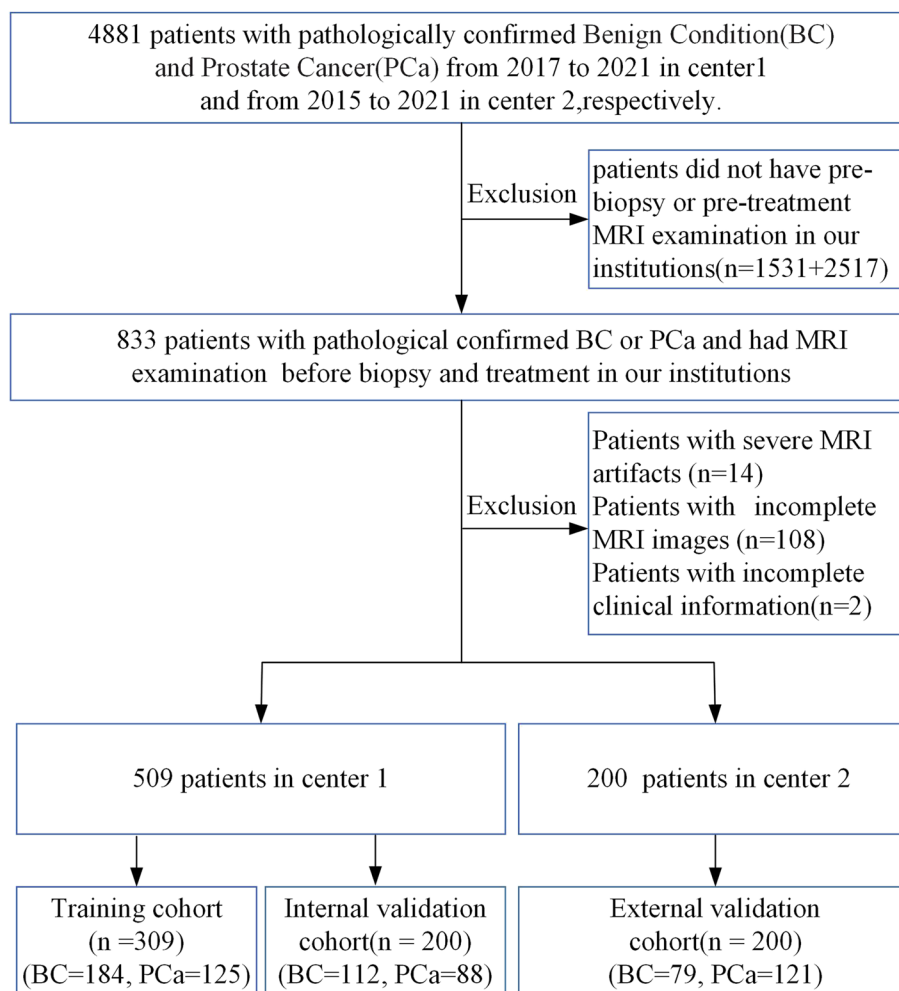 4881 patients with pathologically confirmed Benign Condition(BC)
and Prostate Cancer(PCa) from 2017 to 2021 in center1
and from 2015 to 2021 in center 2,respectively.
Exclusion
patients did not have pre-
biopsy or pre-treatment
MRI examination in our
institutions(n=1531+2517)
833 patients with pathological confirmed BC or PCa and had MRI
examination before biopsy and treatment in our institutions
Exclusion
Patients with severe MRI
artifacts (n=14)
Patients with incomplete
MRI images (n=108)
Patients with incomplete
clinical information(n=2)
509 patients in center 1
200 patients in center 2
Training cohort
(n =309)
(BC=184, PCa=125)
Internal validation
cohort(n = 200)
(BC=112, PCa=88)
External validation
cohort(n = 200)
(BC=79, PCa=121)